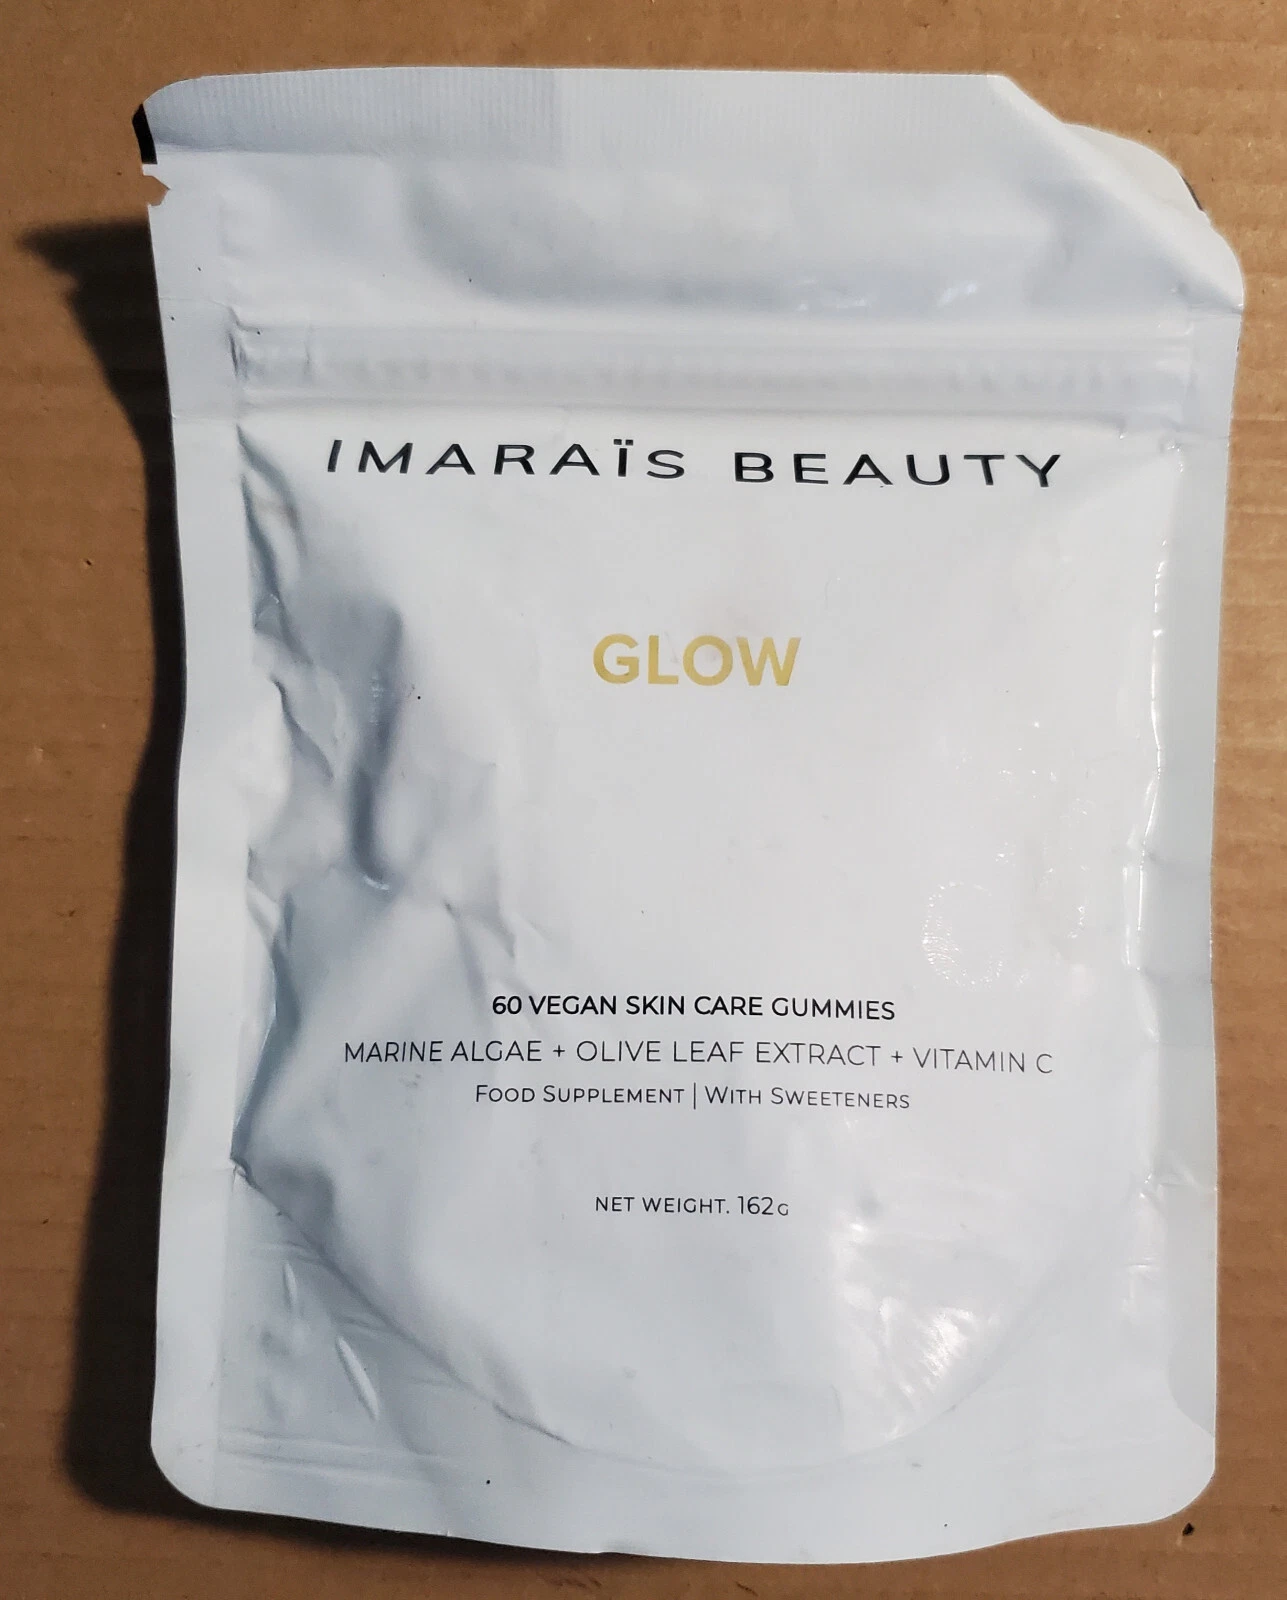 IMARAÏS BEAUTY
GLOW
60 VEGAN SKIN CARE GUMMIES
MARINE ALGAE + OLIVE LEAF EXTRACT + VITAMIN C
FOOD SUPPLEMENT | WITH SWEETENERS
NET WEIGHT. 162G